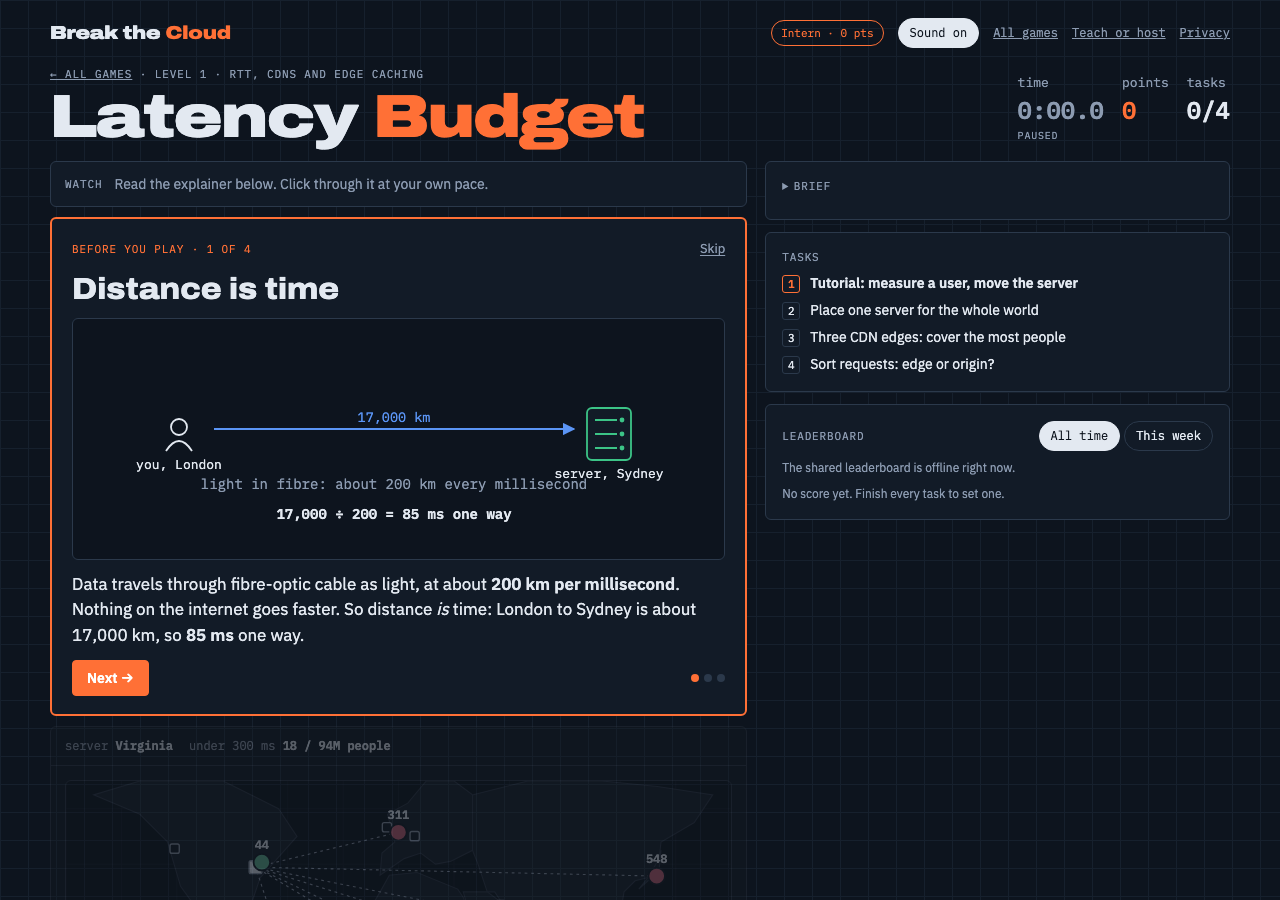 Break the Cloud
Intern · 0 pts
Sound on
All games
Teach or host
Privacy
← ALL GAMES · LEVEL 1 · RTT, CDNS AND EDGE CACHING
Latency Budget
time
0:00.0
PAUSED
points
0
tasks
0/4
WATCH Read the explainer below. Click through it at your own pace.
BEFORE YOU PLAY · 1 OF 4
Skip
Distance is time
17,000 km
you, London
server, Sydney
light in fibre: about 200 km every millisecond
17,000 ÷ 200 = 85 ms one way
Data travels through fibre-optic cable as light, at about 200 km per millisecond.
Nothing on the internet goes faster. So distance is time: London to Sydney is about
17,000 km, so 85 ms one way.
Next →
server Virginia under 300 ms 18 / 94M people
311
44
548
▶ BRIEF
TASKS
1 Tutorial: measure a user, move the server
2 Place one server for the whole world
3 Three CDN edges: cover the most people
4 Sort requests: edge or origin?
LEADERBOARD
All time
This week
The shared leaderboard is offline right now.
No score yet. Finish every task to set one.